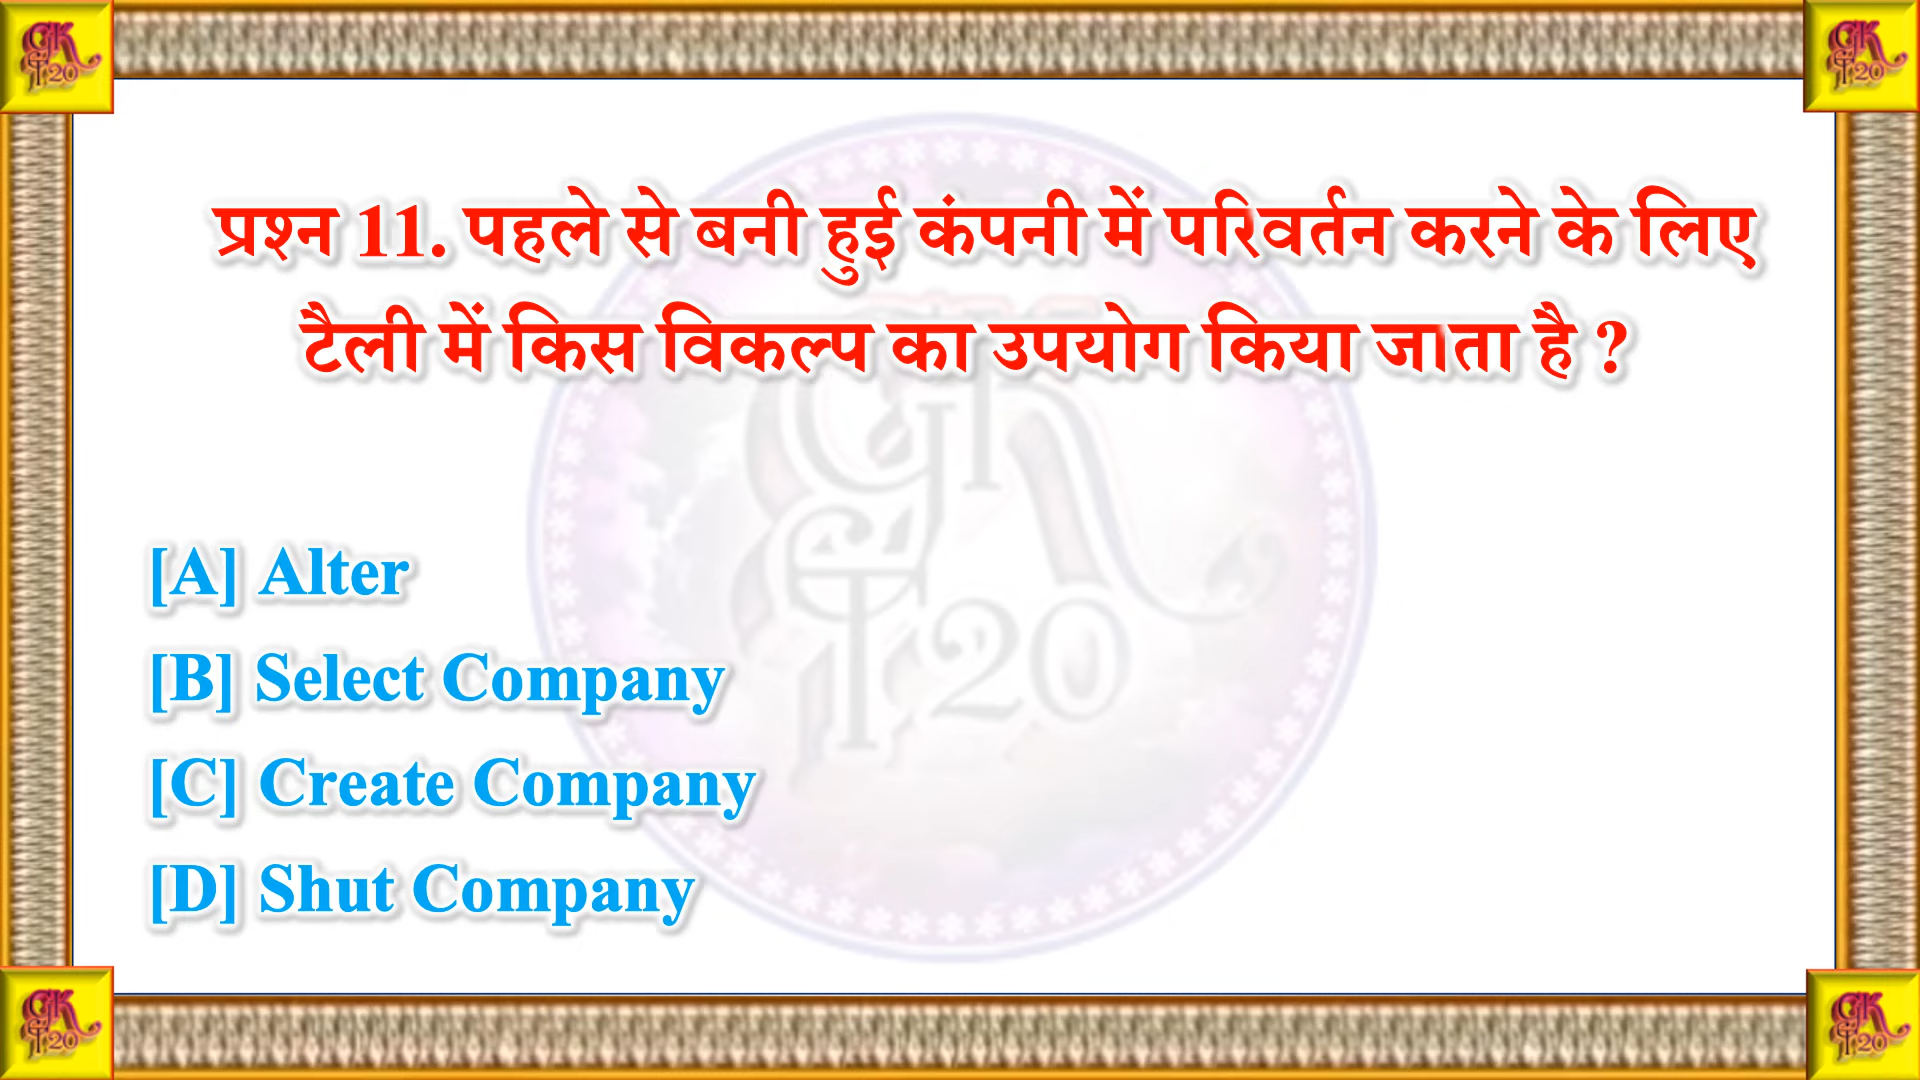 प्रश्न 11. पहले से बनी हुई कंपनी में परिवर्तन करने के लिए
टैली में किस विकल्प का उपयोग किया जाता है ?
[A] Alter
[B] Select Company
[C] Create Company
[D] Shut Company